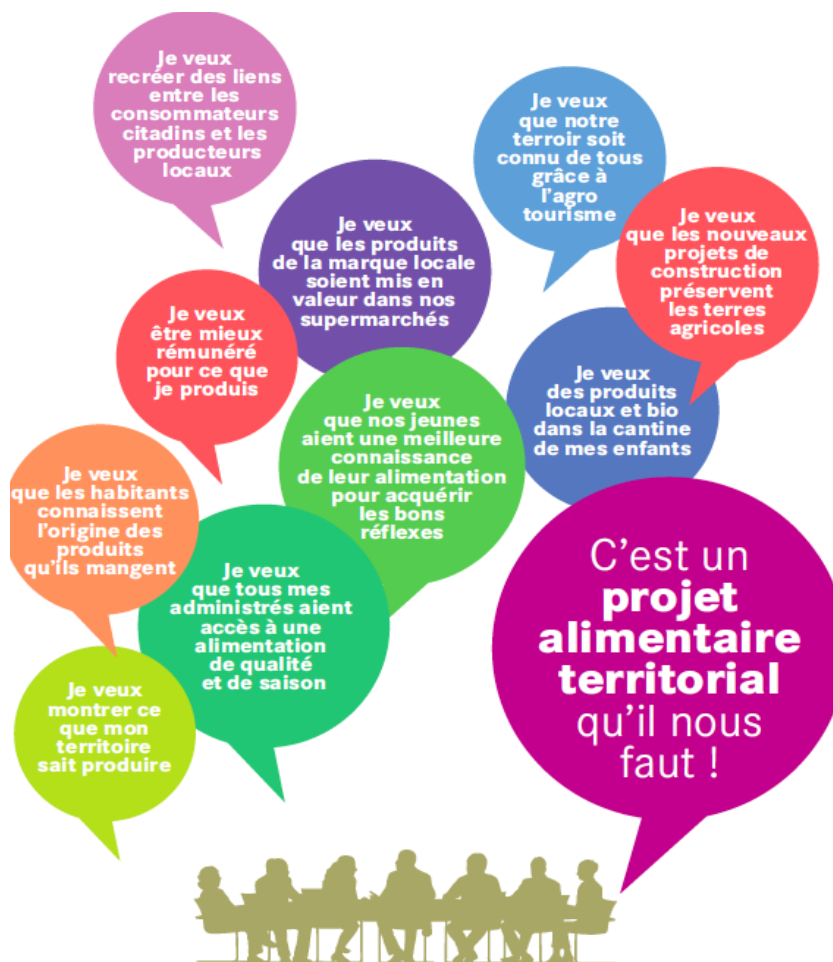 Je veux
recréer des liens
entre les
consommateurs
citadins et les
producteurs
locaux
Je veux
que notre
terroir soit
connu de tous
grâce à
l'agro
tourisme
Je veux
que les produits
de la marque locale
soient mis en
valeur dans nos
supermarchés
Je veux
que les nouveaux
projets de
construction
préservent
les terres
agricoles
Je veux
être mieux
rémunéré
pour ce que
je produis
Je veux
des produits
locaux et bio
dans la cantine
de mes enfants
Je veux
que nos jeunes
aient une meilleure
connaissance
de leur alimentation
pour acquérir
les bons
réflexes
Je veux
que les habitants
connaissent
l'origine des
produits
qu'ils mangent
Je veux
que tous mes
administrés aient
accès à une
alimentation
de qualité
et de saison
Je veux
montrer ce
que mon
territoire
sait produire
C'est un
projet
alimentaire
territorial
qu'il nous
faut !